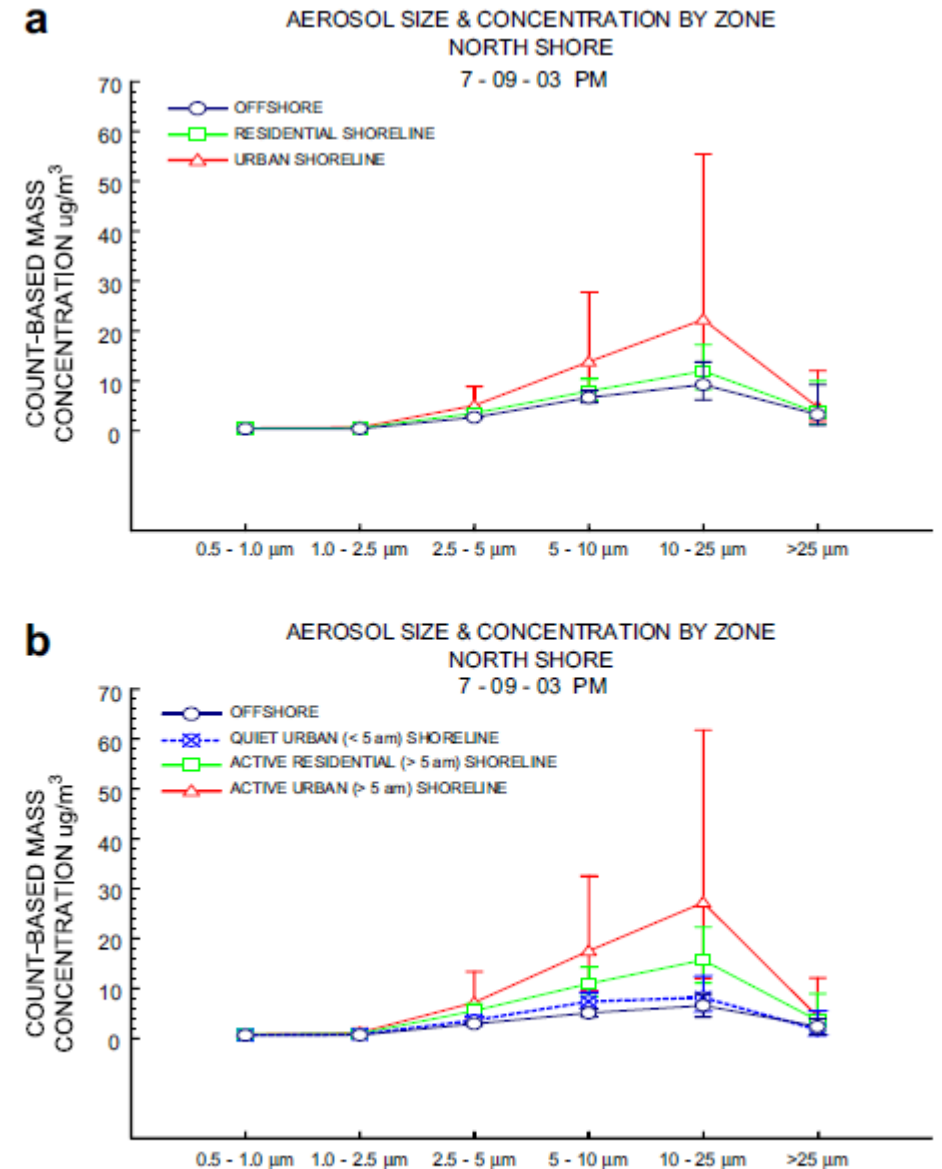 a
AEROSOL SIZE & CONCENTRATION BY ZONE
NORTH SHORE
7 - 09 - 03 PM
OFFSHORE
RESIDENTIAL SHORELINE
URBAN SHORELINE
COUNT-BASED MASS
CONCENTRATION ug/m³
70
60
50
40
30
20
10
0
0.5 - 1.0 µm 1.0 - 2.5 µm 2.5 - 5 µm 5 - 10 µm 10 - 25 µm >25 µm
b
AEROSOL SIZE & CONCENTRATION BY ZONE
NORTH SHORE
7 - 09 - 03 PM
OFFSHORE
QUIET URBAN (< 5 am) SHORELINE
ACTIVE RESIDENTIAL (> 5 am) SHORELINE
ACTIVE URBAN (> 5 am) SHORELINE
COUNT-BASED MASS
CONCENTRATION ug/m³
70
60
50
40
30
20
10
0
0.5 - 1.0 µm 1.0 - 2.5 µm 2.5 - 5 µm 5 - 10 µm 10 - 25 µm >25 µm